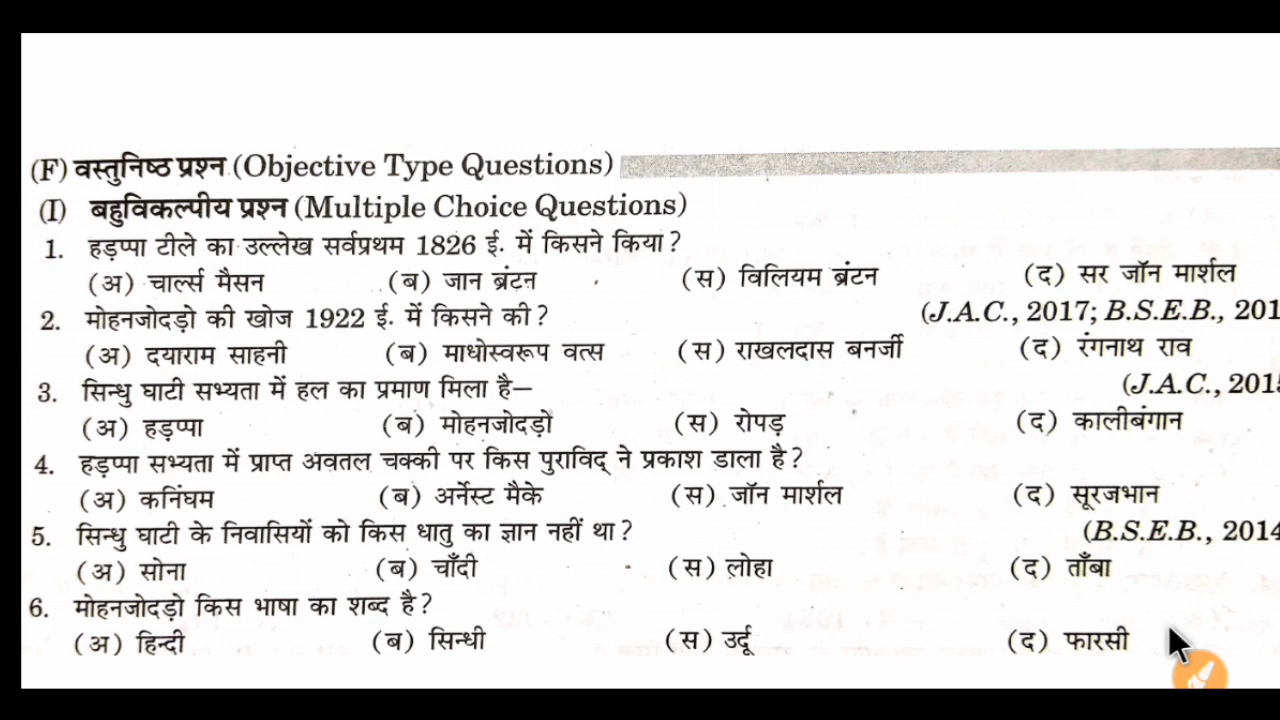 (F) वस्तुनिष्ठ प्रश्न (Objective Type Questions)
(I) बहुविकल्पीय प्रश्न (Multiple Choice Questions)
1. हड़प्पा टीले का उल्लेख सर्वप्रथम 1826 ई. में किसने किया?
(अ) चार्ल्स मैसन (ब) जान ब्रंटन (स) विलियम ब्रंटन (द) सर जॉन मार्शल
2. मोहनजोदड़ो की खोज 1922 ई. में किसने की? (J.A.C., 2017; B.S.E.B., 201
(अ) दयाराम साहनी (ब) माधोस्वरूप वत्स (स) राखलदास बनर्जी (द) रंगनाथ राव
3. सिन्धु घाटी सभ्यता में हल का प्रमाण मिला है– (J.A.C., 2015
(अ) हड़प्पा (ब) मोहनजोदड़ों (स) रोपड़ (द) कालीबंगान
4. हड़प्पा सभ्यता में प्राप्त अवतल चक्की पर किस पुराविद् ने प्रकाश डाला है?
(अ) कनिंघम (ब) अर्नेस्ट मैके (स) जॉन मार्शल (द) सूरजभान
5. सिन्धु घाटी के निवासियों को किस धातु का ज्ञान नहीं था? (B.S.E.B., 2014
(अ) सोना (ब) चाँदी (स) लोहा (द) ताँबा
6. मोहनजोदड़ो किस भाषा का शब्द है?
(अ) हिन्दी (ब) सिन्धी (स) उर्दू (द) फारसी